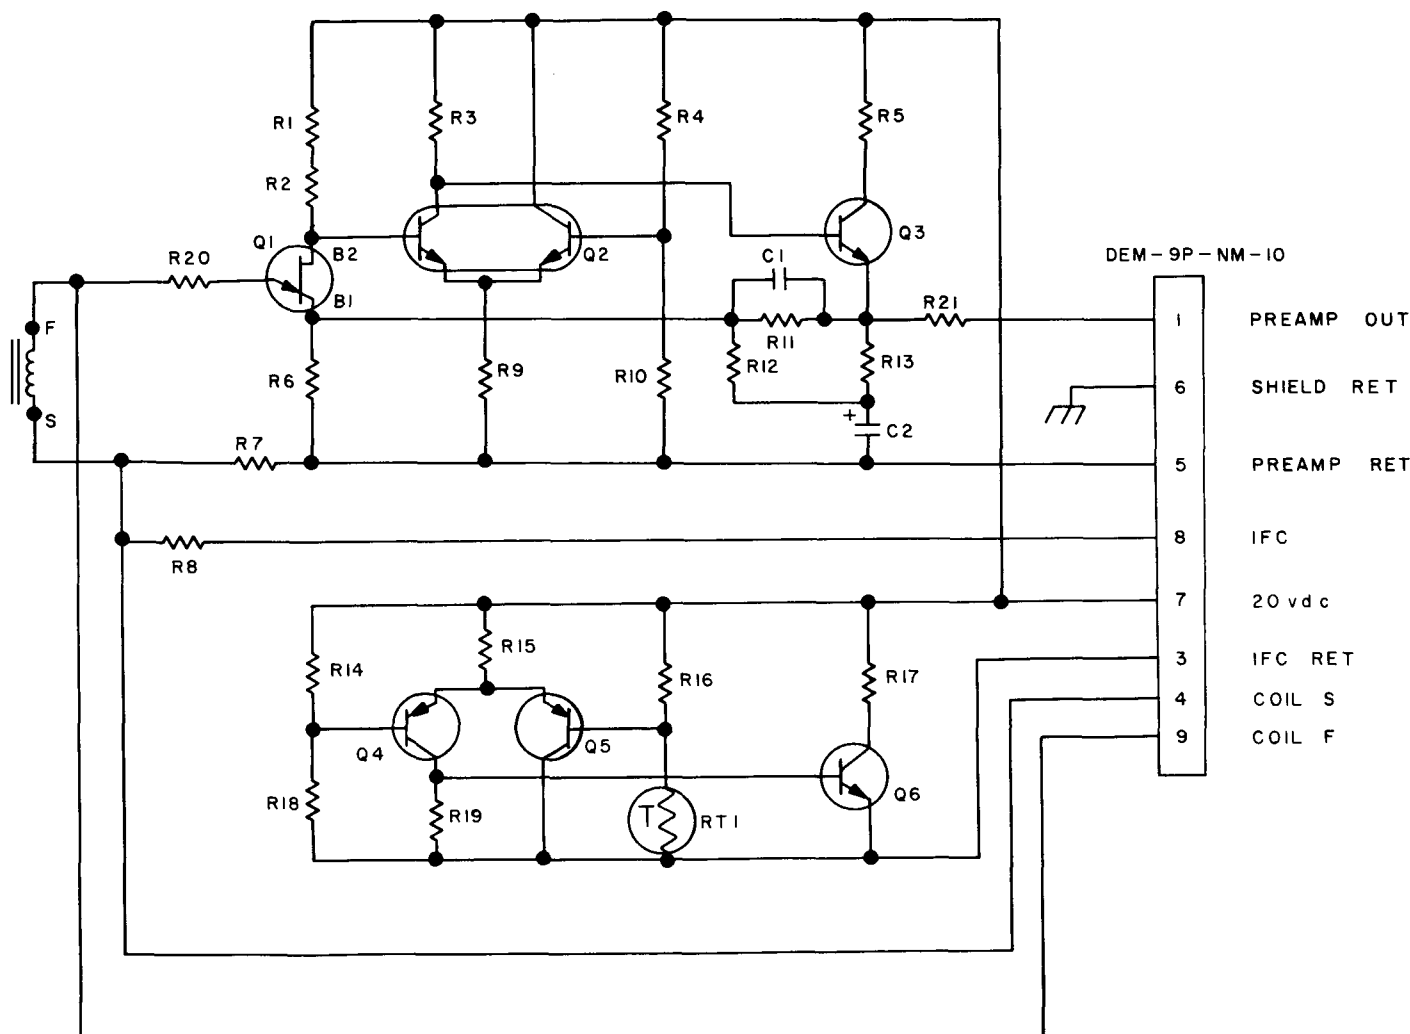 R1
R3
R4
R5
R2
Q1
B2
Q2
Q3
R20
C1
DEM-9P-NM-10
B1
R21
F
R11
1 PREAMP OUT
R6
R9
R10
R12
R13
6 SHIELD RET
S
+
C2
R7
5 PREAMP RET
8 IFC
R8
7 20vdc
R14
R15
R16
R17
3 IFC RET
4 COIL S
Q4
Q5
9 COIL F
R18
R19
T
RT1
Q6